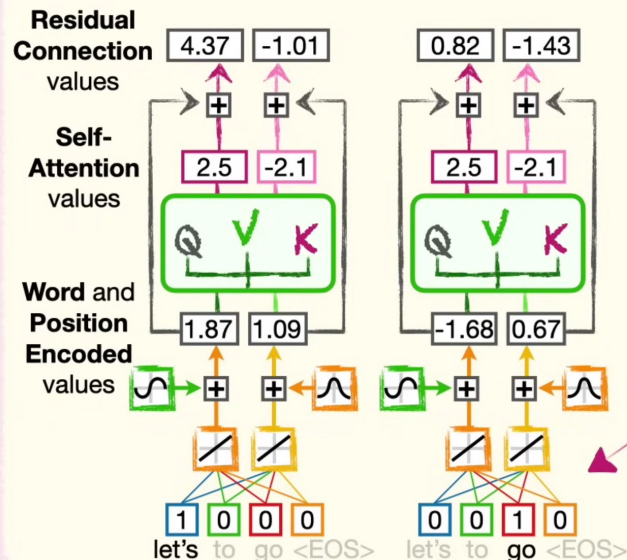 Residual
Connection
values
4.37 -1.01
0.82 -1.43
+ + + +
Self-
Attention
values
2.5 -2.1
2.5 -2.1
Q V K
Q V K
Word and
Position
Encoded
values
1.87 1.09
-1.68 0.67
+ + + +
1 0 0 0
0 0 1 0
let's to go <EOS>
let's to go <EOS>